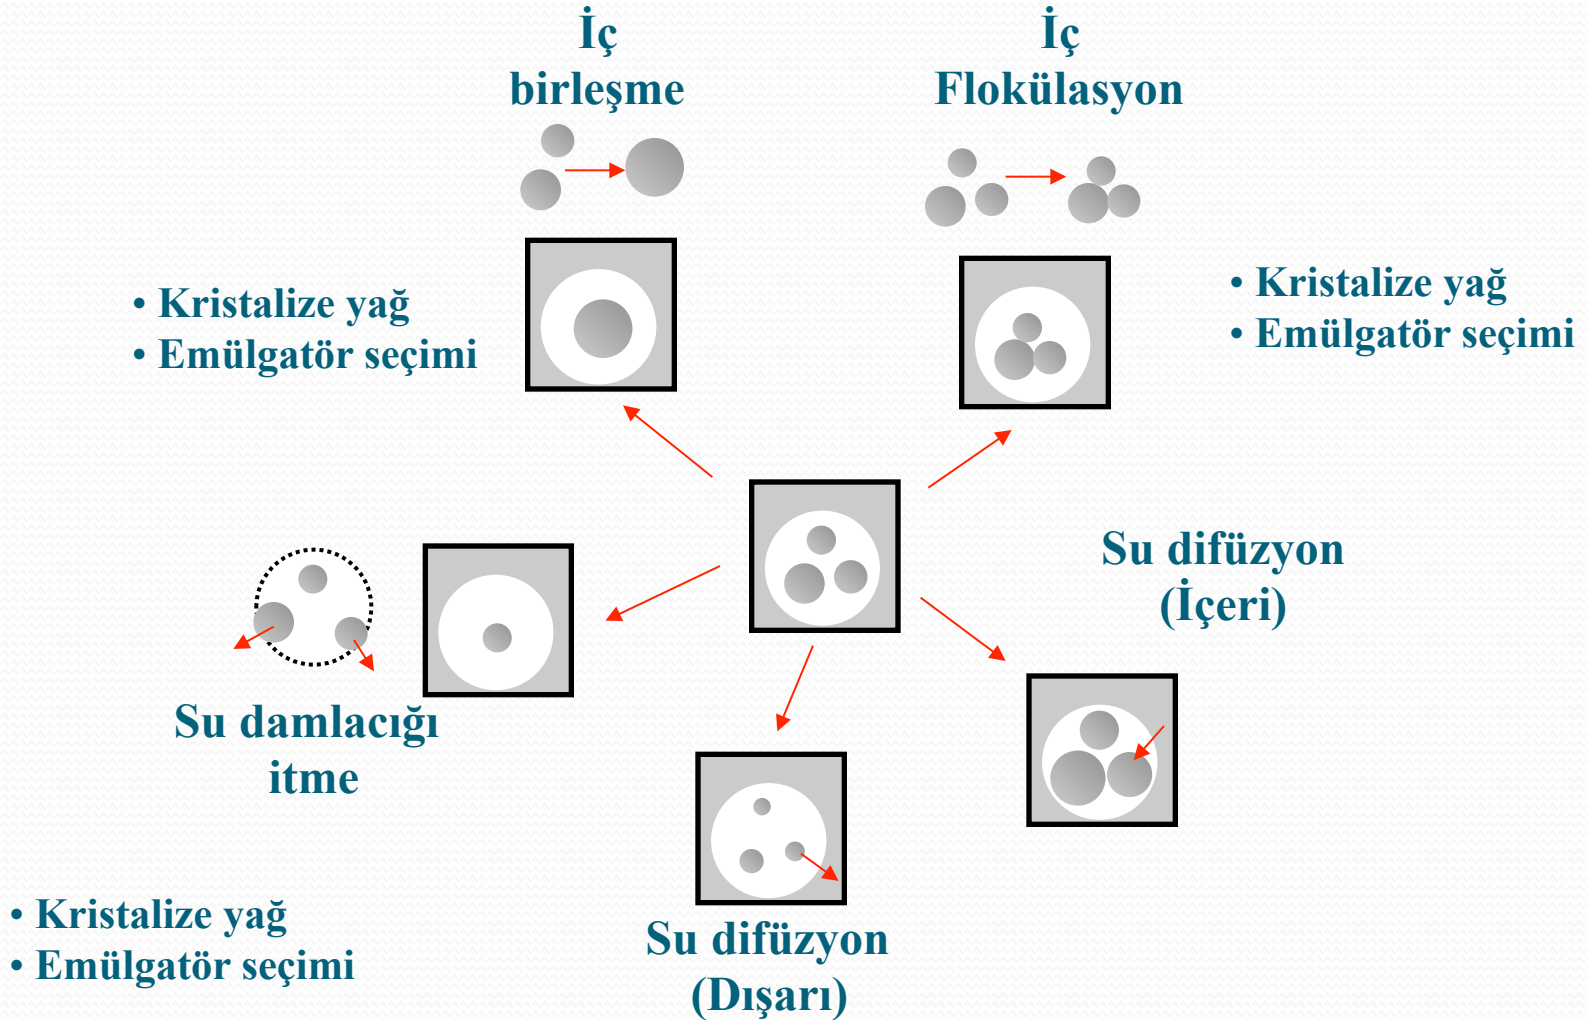 İç
birleşme
İç
Flokülasyon
• Kristalize yağ
• Emülgatör seçimi
• Kristalize yağ
• Emülgatör seçimi
Su difüzyon
(İçeri)
Su damlacığı
itme
• Kristalize yağ
• Emülgatör seçimi
Su difüzyon
(Dışarı)